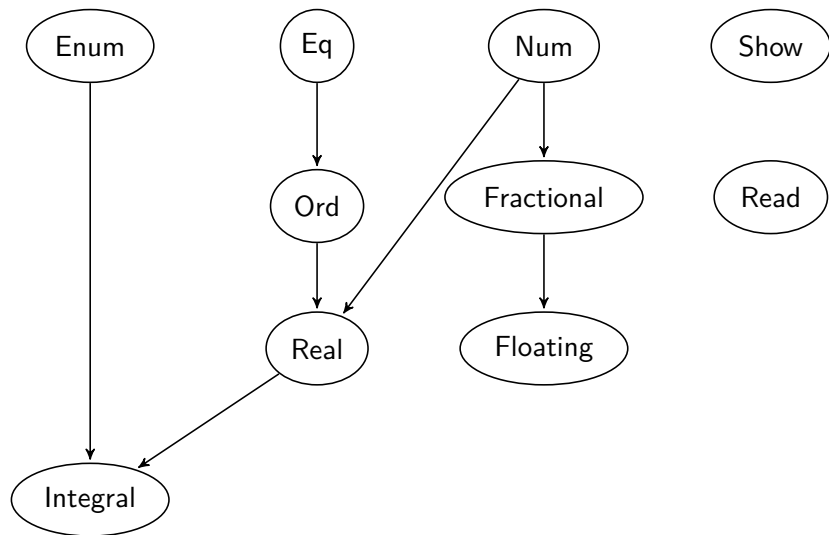 Enum
Eq
Num
Show
Ord
Fractional
Read
Real
Floating
Integral